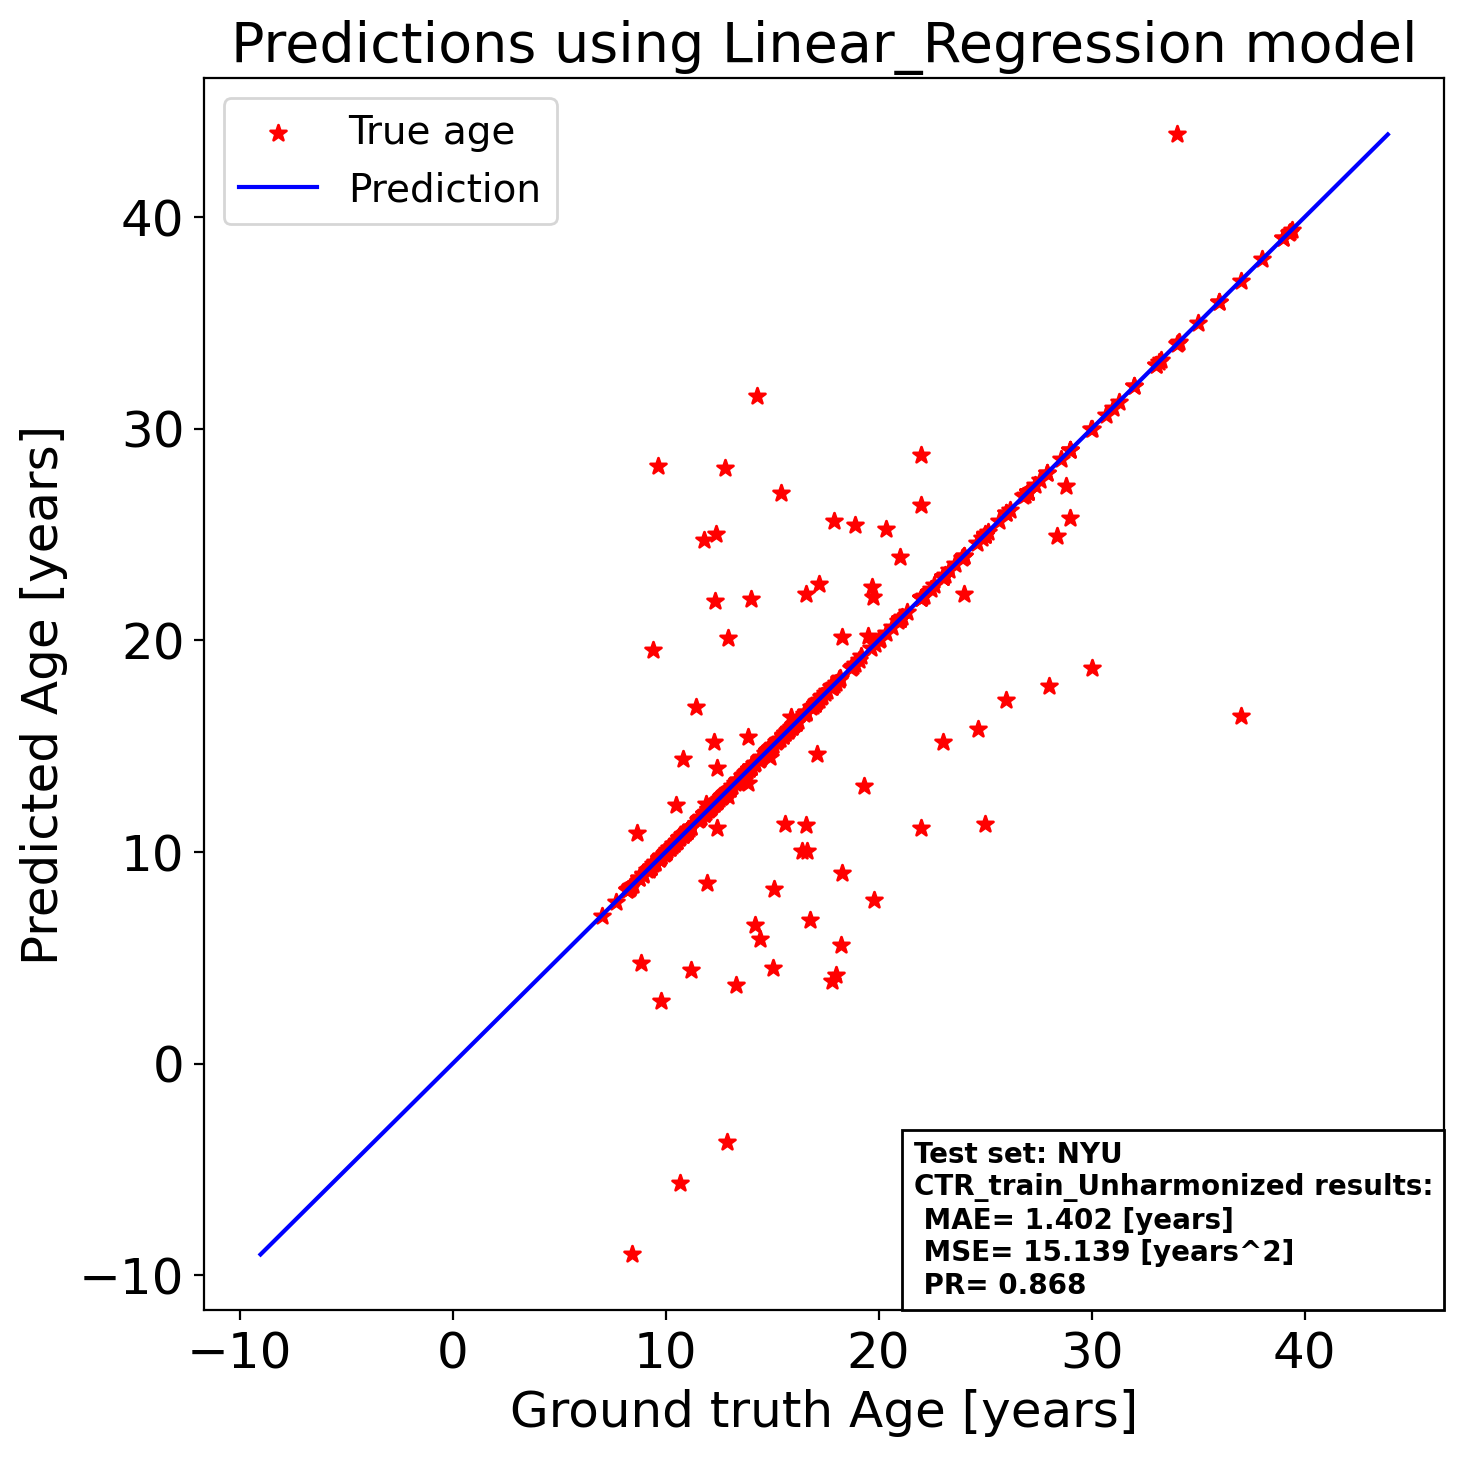 Predictions using Linear_Regression model
True age
Prediction
40
30
20
10
0
−10
Predicted Age [years]
Test set: NYU
CTR_train_Unharmonized results:
MAE= 1.402 [years]
MSE= 15.139 [years^2]
PR= 0.868
−10 0 10 20 30 40
Ground truth Age [years]